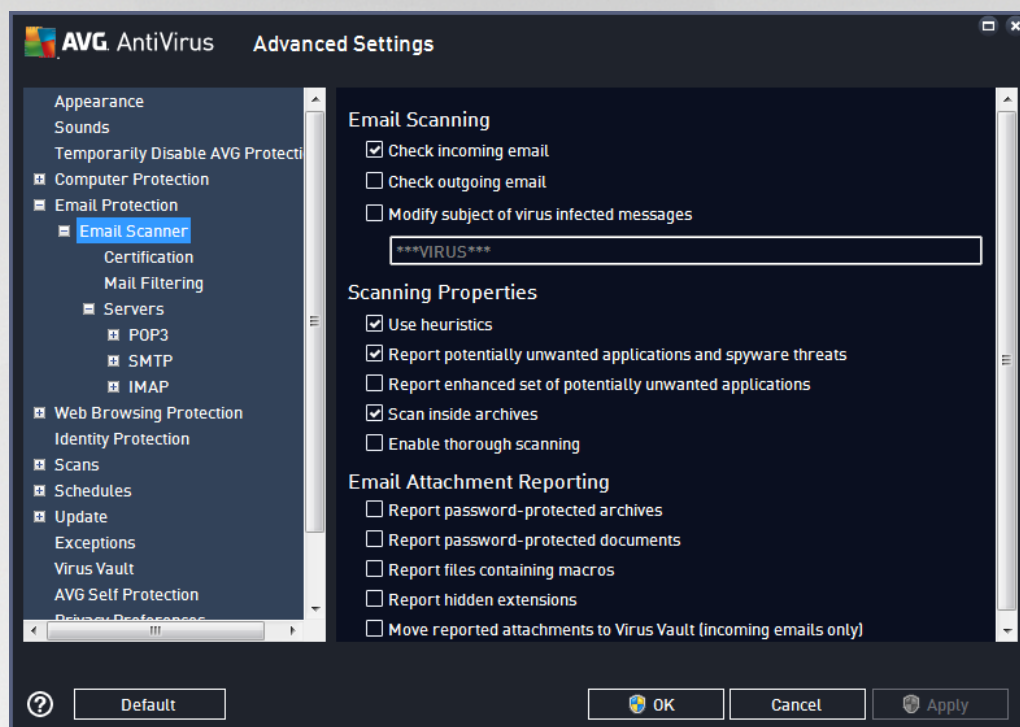 AVG. AntiVirus Advanced Settings
Appearance
Sounds
Temporarily Disable AVG Protecti
Computer Protection
Email Protection
Email Scanner
Certification
Mail Filtering
Servers
POP3
SMTP
IMAP
Web Browsing Protection
Identity Protection
Scans
Schedules
Update
Exceptions
Virus Vault
AVG Self Protection
Privacy Preferences
Email Scanning
Check incoming email
Check outgoing email
Modify subject of virus infected messages
***VIRUS***
Scanning Properties
Use heuristics
Report potentially unwanted applications and spyware threats
Report enhanced set of potentially unwanted applications
Scan inside archives
Enable thorough scanning
Email Attachment Reporting
Report password-protected archives
Report password-protected documents
Report files containing macros
Report hidden extensions
Move reported attachments to Virus Vault (incoming emails only)
? Default OK Cancel Apply